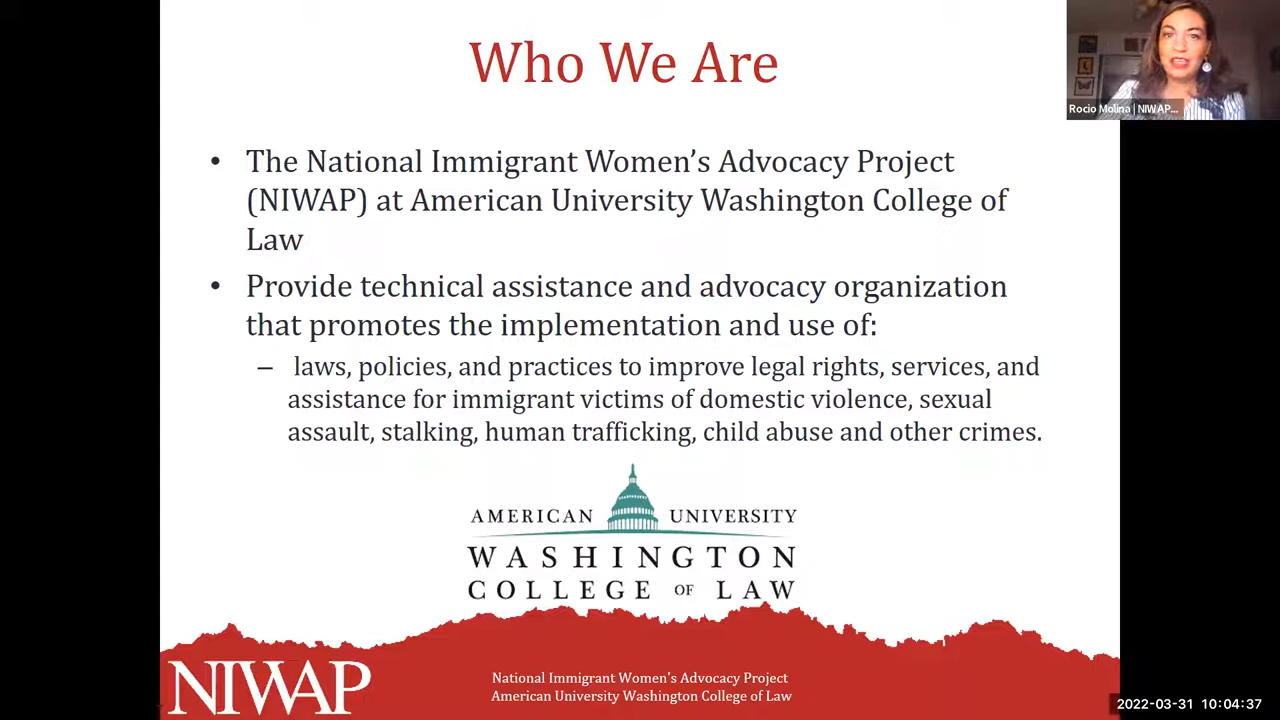 Who We Are
Rocio Molina | NIWAP...
• The National Immigrant Women’s Advocacy Project
(NIWAP) at American University Washington College of
Law
• Provide technical assistance and advocacy organization
that promotes the implementation and use of:
– laws, policies, and practices to improve legal rights, services, and
assistance for immigrant victims of domestic violence, sexual
assault, stalking, human trafficking, child abuse and other crimes.
AMERICAN UNIVERSITY
WASHINGTON
COLLEGE OF LAW
NIWAP
National Immigrant Women's Advocacy Project
American University Washington College of Law
2022-03-31 10:04:37